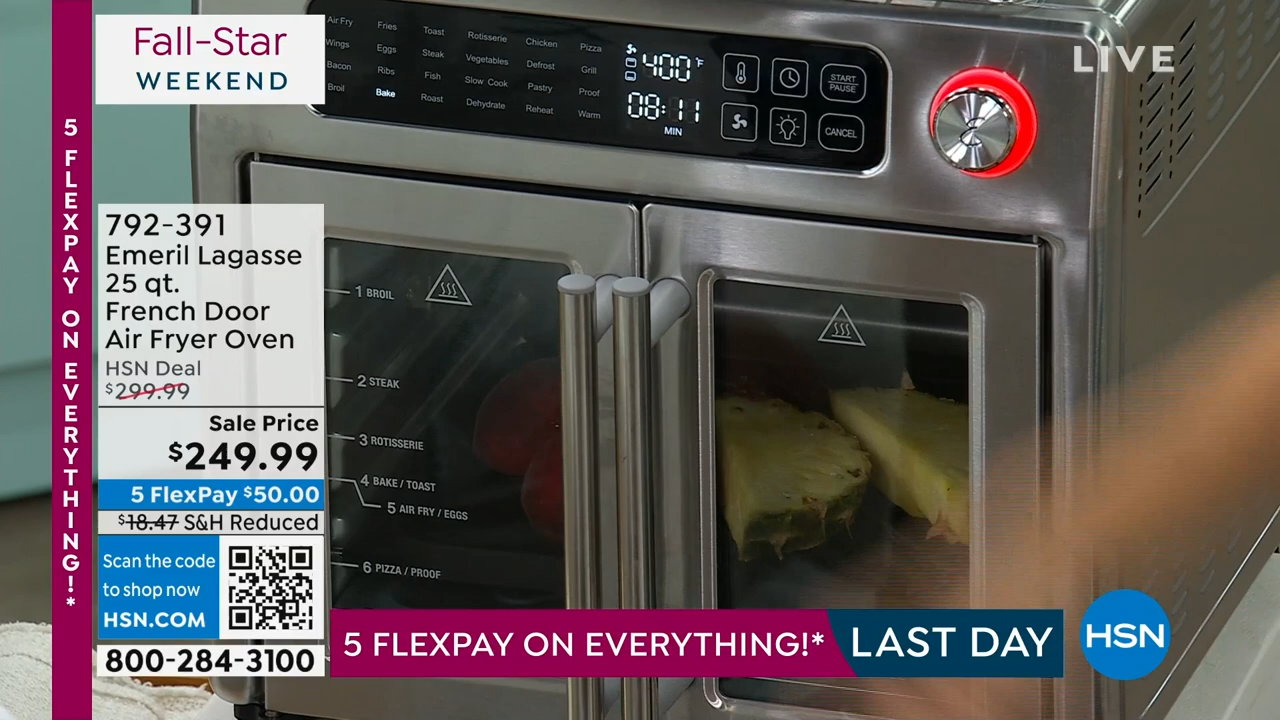 Fall-Star
WEEKEND
5 FLEXPAY ON EVERYTHING!*
792-391
Emeril Lagasse
25 qt.
French Door
Air Fryer Oven
HSN Deal
$299.99
Sale Price
$249.99
5 FlexPay $50.00
$18.47 S&H Reduced
Scan the code
to shop now
HSN.COM
800-284-3100
Air Fry Fries Toast Rotisserie Chicken Pizza
Wings Eggs Steak Vegetables Defrost Grill
Bacon Ribs Fish Slow Cook Pastry Proof
Broil Bake Roast Dehydrate Reheat Warm
400 °F
08:11
MIN
START/PAUSE
CANCEL
LIVE
1 BROIL
2 STEAK
3 ROTISSERIE
4 BAKE / TOAST
5 AIR FRY / EGGS
6 PIZZA / PROOF
5 FLEXPAY ON EVERYTHING!* LAST DAY
HSN